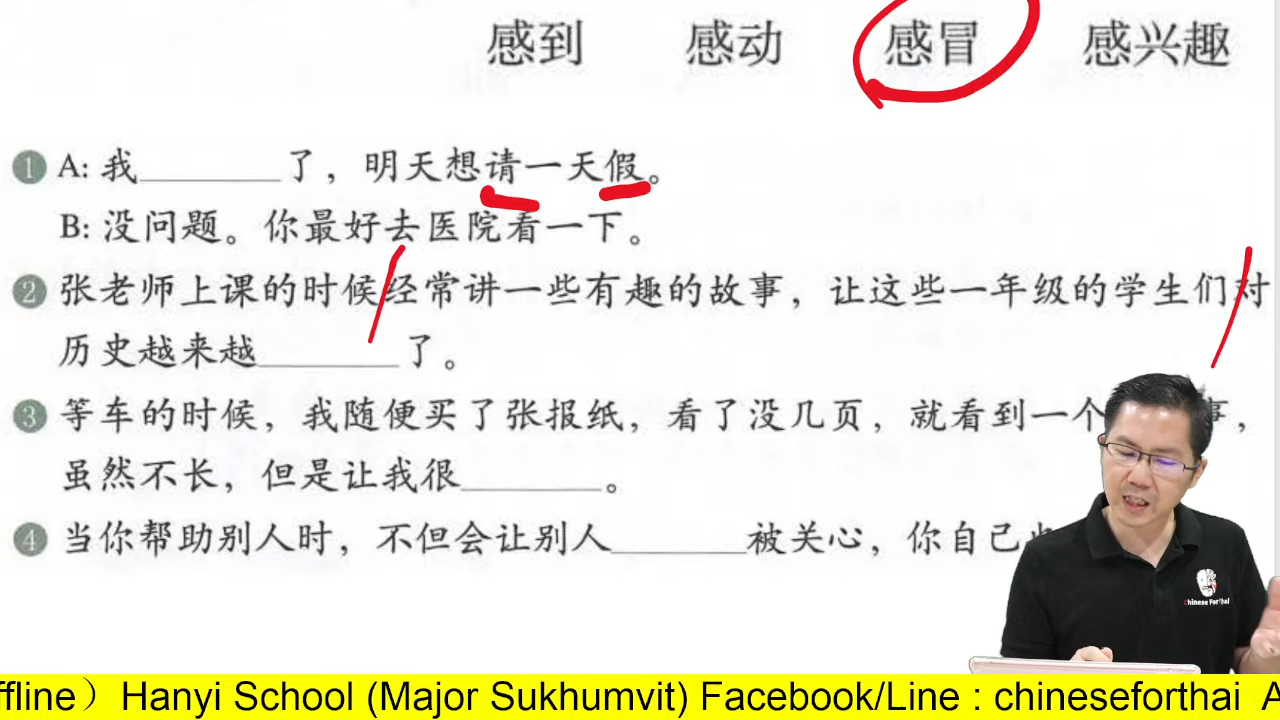 感到 感动 感冒 感兴趣
1 A: 我________了，明天想请一天假。
B: 没问题。你最好去医院看一下。
2 张老师上课的时候经常讲一些有趣的故事，让这些一年级的学生们对
历史越来越________了。
3 等车的时候，我随便买了张报纸，看了没几页，就看到一个 事，
虽然不长，但是让我很________。
4 当你帮助别人时，不但会让别人________被关心，你自己也
Chinese For Thai
ffline）Hanyi School (Major Sukhumvit) Facebook/Line : chineseforthai A